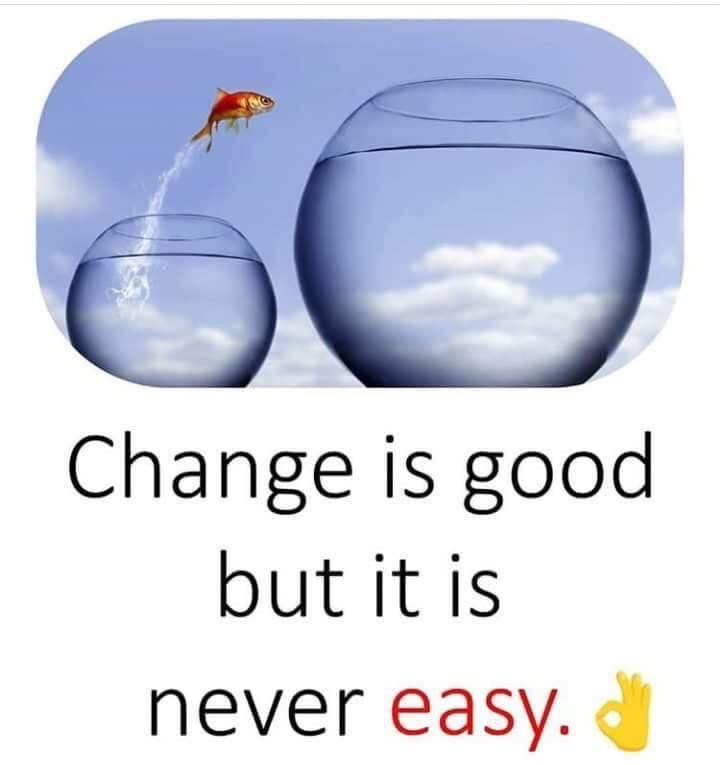 Change is good
but it is
never easy. 👌